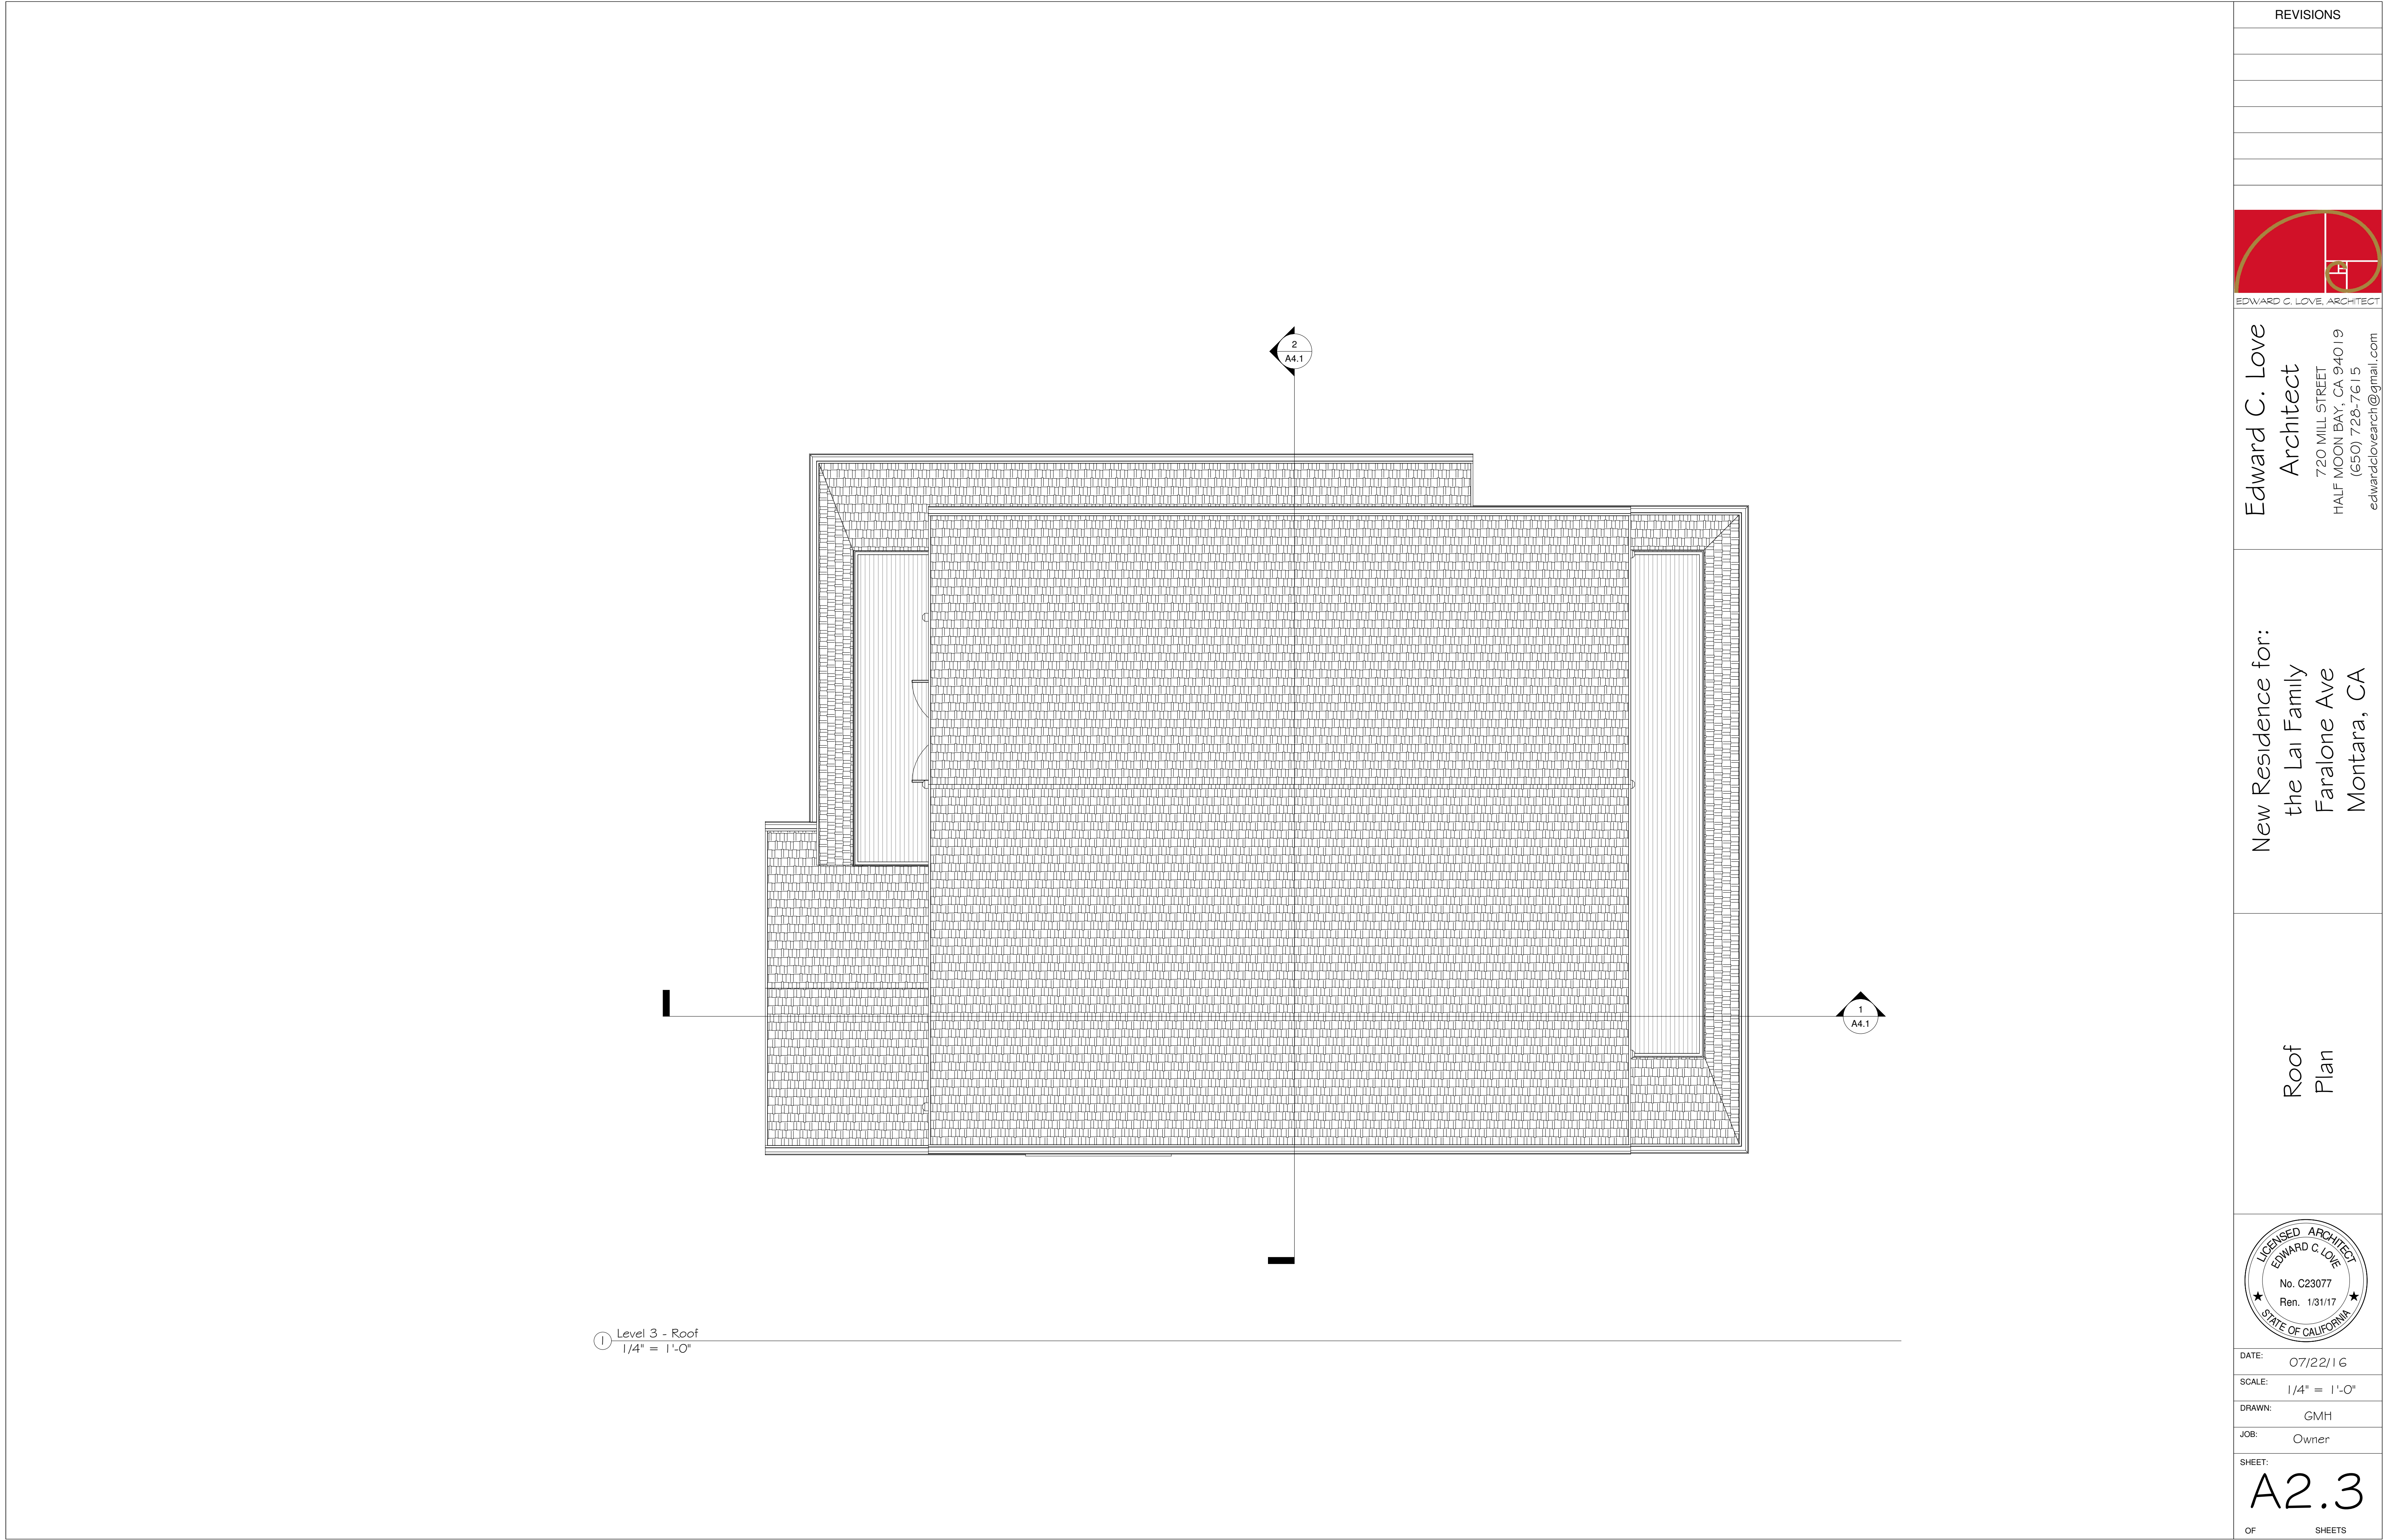 REVISIONS
EDWARD C. LOVE, ARCHITECT
Edward C. Love
Architect
720 MILL STREET
HALF MOON BAY, CA 94019
(650) 728-7615
edwardclovearch@gmail.com
New Residence for:
the Lai Family
Faralone Ave
Montara, CA
Roof
Plan
LICENSED ARCHITECT
EDWARD C. LOVE
No. C23077
Ren. 1/31/17
STATE OF CALIFORNIA
DATE: 07/22/16
SCALE: 1/4" = 1'-0"
DRAWN: GMH
JOB: Owner
SHEET:
A2.3
OF SHEETS
2
A4.1
1
A4.1
1 Level 3 - Roof
1/4" = 1'-0"